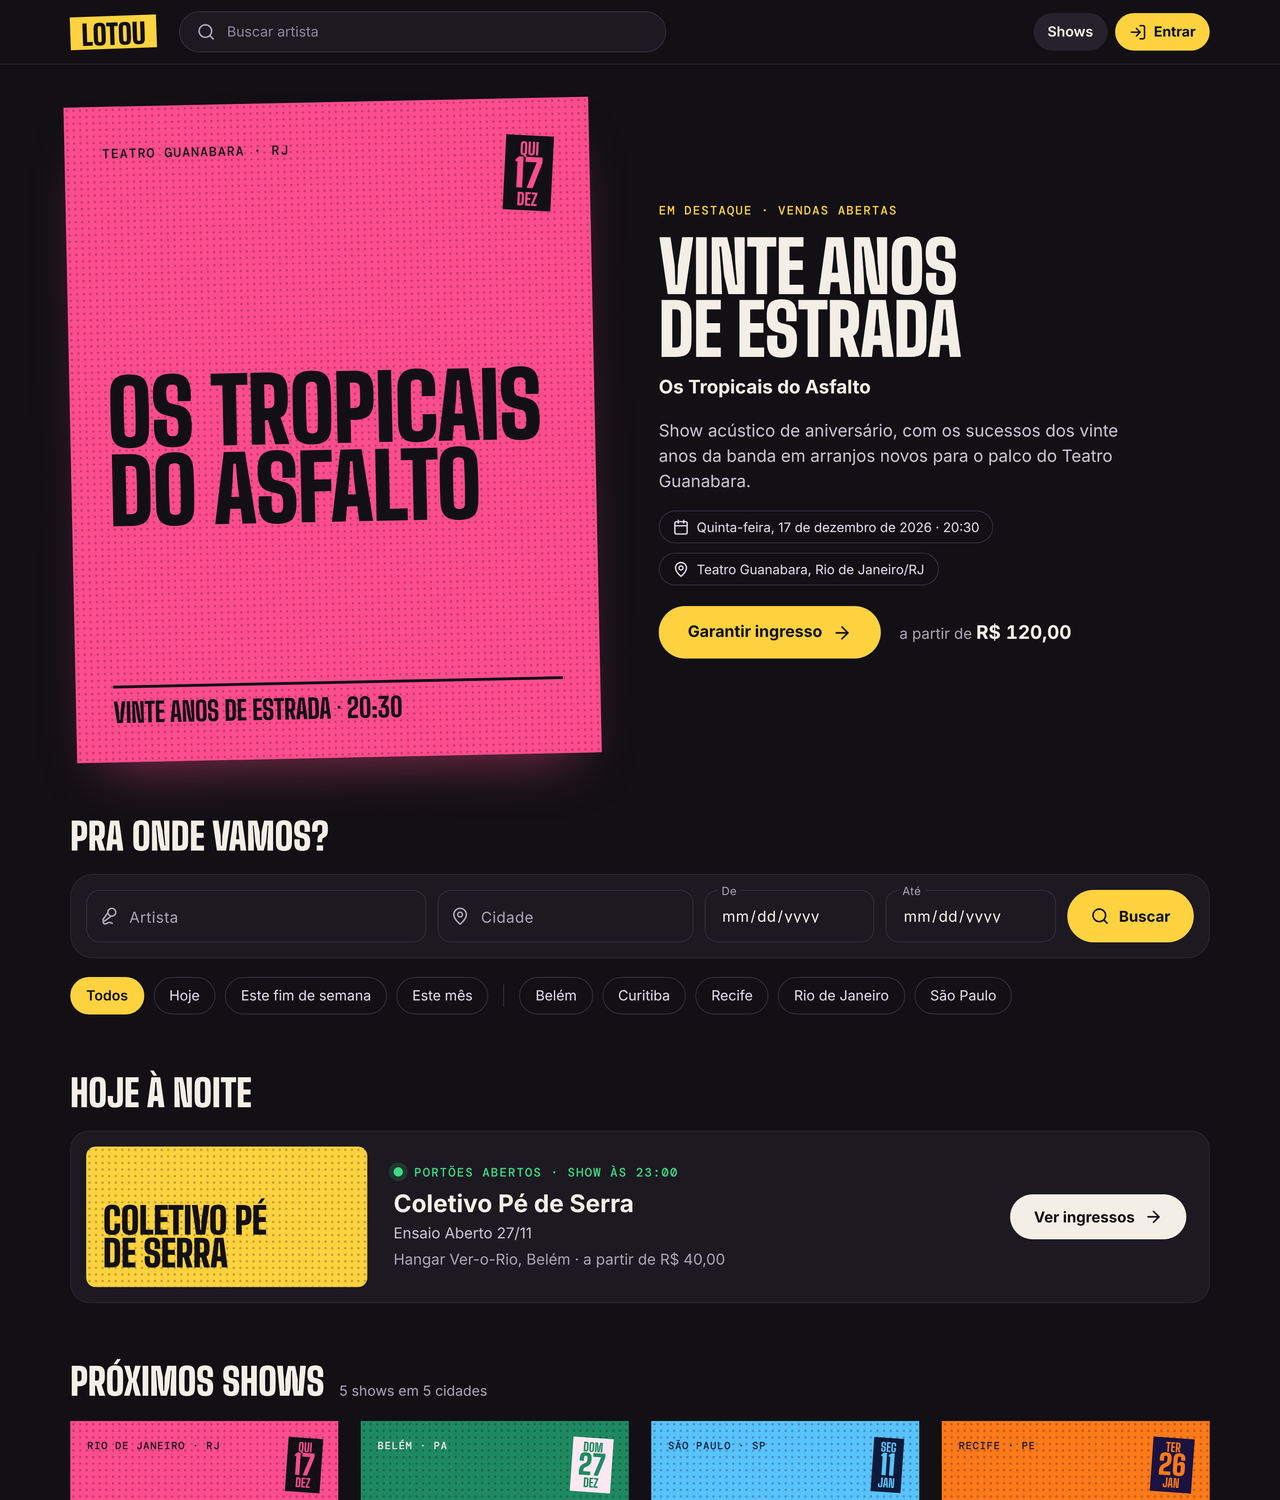 LOTOU
Buscar artista
Shows
Entrar
TEATRO GUANABARA · RJ
QUI
17
DEZ
OS TROPICAIS
DO ASFALTO
VINTE ANOS DE ESTRADA · 20:30
EM DESTAQUE · VENDAS ABERTAS
VINTE ANOS
DE ESTRADA
Os Tropicais do Asfalto
Show acústico de aniversário, com os sucessos dos vinte
anos da banda em arranjos novos para o palco do Teatro
Guanabara.
Quinta-feira, 17 de dezembro de 2026 · 20:30
Teatro Guanabara, Rio de Janeiro/RJ
Garantir ingresso
a partir de R$ 120,00
PRA ONDE VAMOS?
Artista
Cidade
De
mm/dd/yyyy
Até
mm/dd/yyyy
Buscar
Todos
Hoje
Este fim de semana
Este mês
Belém
Curitiba
Recife
Rio de Janeiro
São Paulo
HOJE À NOITE
COLETIVO PÉ
DE SERRA
PORTÕES ABERTOS · SHOW ÀS 23:00
Coletivo Pé de Serra
Ensaio Aberto 27/11
Hangar Ver-o-Rio, Belém · a partir de R$ 40,00
Ver ingressos
PRÓXIMOS SHOWS
5 shows em 5 cidades
RIO DE JANEIRO · RJ
QUI
17
DEZ
BELÉM · PA
DOM
27
DEZ
SÃO PAULO · SP
SEG
11
JAN
RECIFE · PE
TER
26
JAN